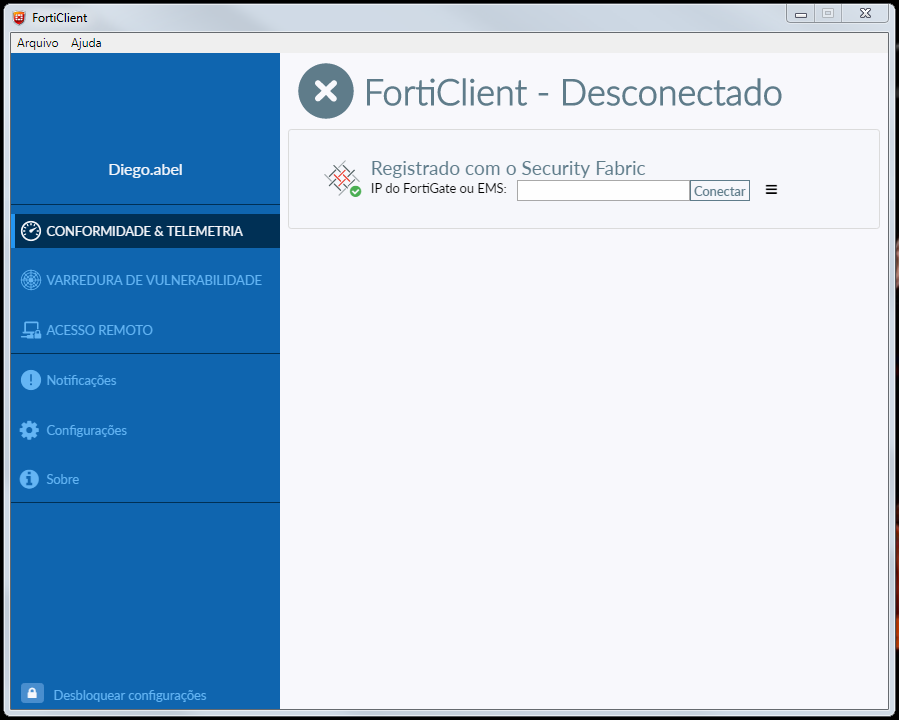 FortiClient
Arquivo Ajuda
Diego.abel
CONFORMIDADE & TELEMETRIA
VARREDURA DE VULNERABILIDADE
ACESSO REMOTO
Notificações
Configurações
Sobre
Desbloquear configurações
FortiClient - Desconectado
Registrado com o Security Fabric
IP do FortiGate ou EMS: Conectar